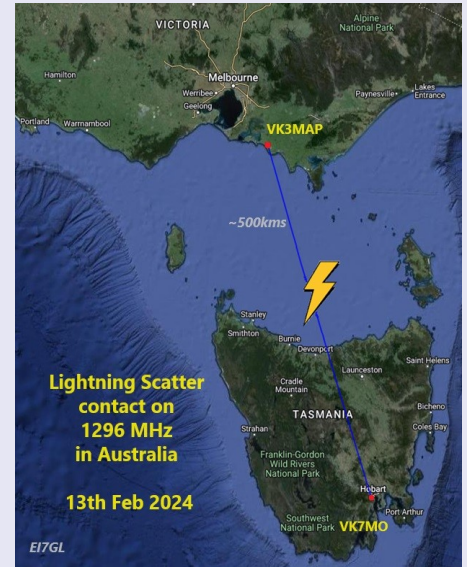 VICTORIA
Alpine
National Park
Hamilton
Melbourne
Werribee
Geelong
Paynesville
Lakes
Entrance
Portland
Warrnambool
VK3MAP
~500kms
Stanley
Smithton
Burnie
Devonport
Saint Helens
Launceston
Cradle
Mountain
Bicheno
TASMANIA
Coles Bay
Strahan
Franklin-Gordon
Wild Rivers
National Park
Hobart
Port Arthur
Southwest
National Park
VK7MO
Lightning Scatter
contact on
1296 MHz
in Australia
13th Feb 2024
EI7GL